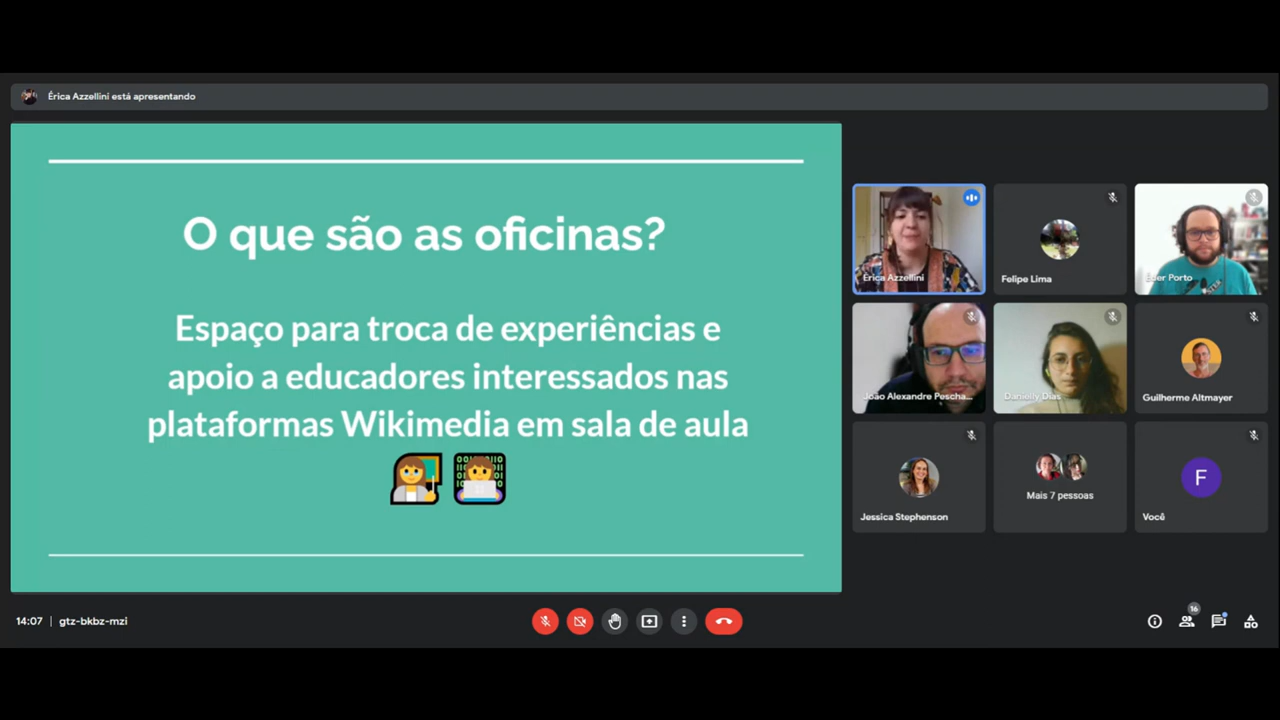 Érica Azzellini está apresentando
O que são as oficinas?
Espaço para troca de experiências e
apoio a educadores interessados nas
plataformas Wikimedia em sala de aula
Érica Azzellini
Felipe Lima
Éder Porto
João Alexandre Pescha...
Danielly Dias
Guilherme Altmayer
Jessica Stephenson
Mais 7 pessoas
F
Você
14:07 | gtz-bkbz-mzi
16